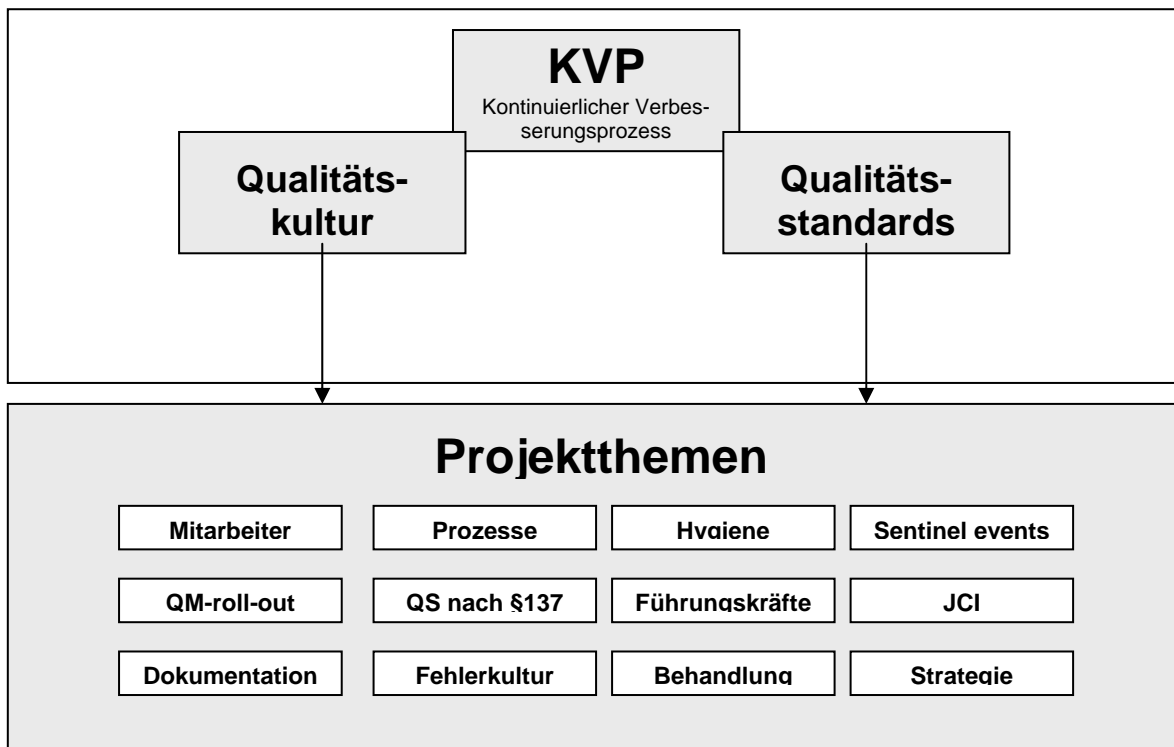 KVP
Kontinuierlicher Verbes-
serungsprozess
Qualitäts-
kultur
Qualitäts-
standards
Projektthemen
Mitarbeiter
Prozesse
Hygiene
Sentinel events
QM-roll-out
QS nach §137
Führungskräfte
JCI
Dokumentation
Fehlerkultur
Behandlung
Strategie